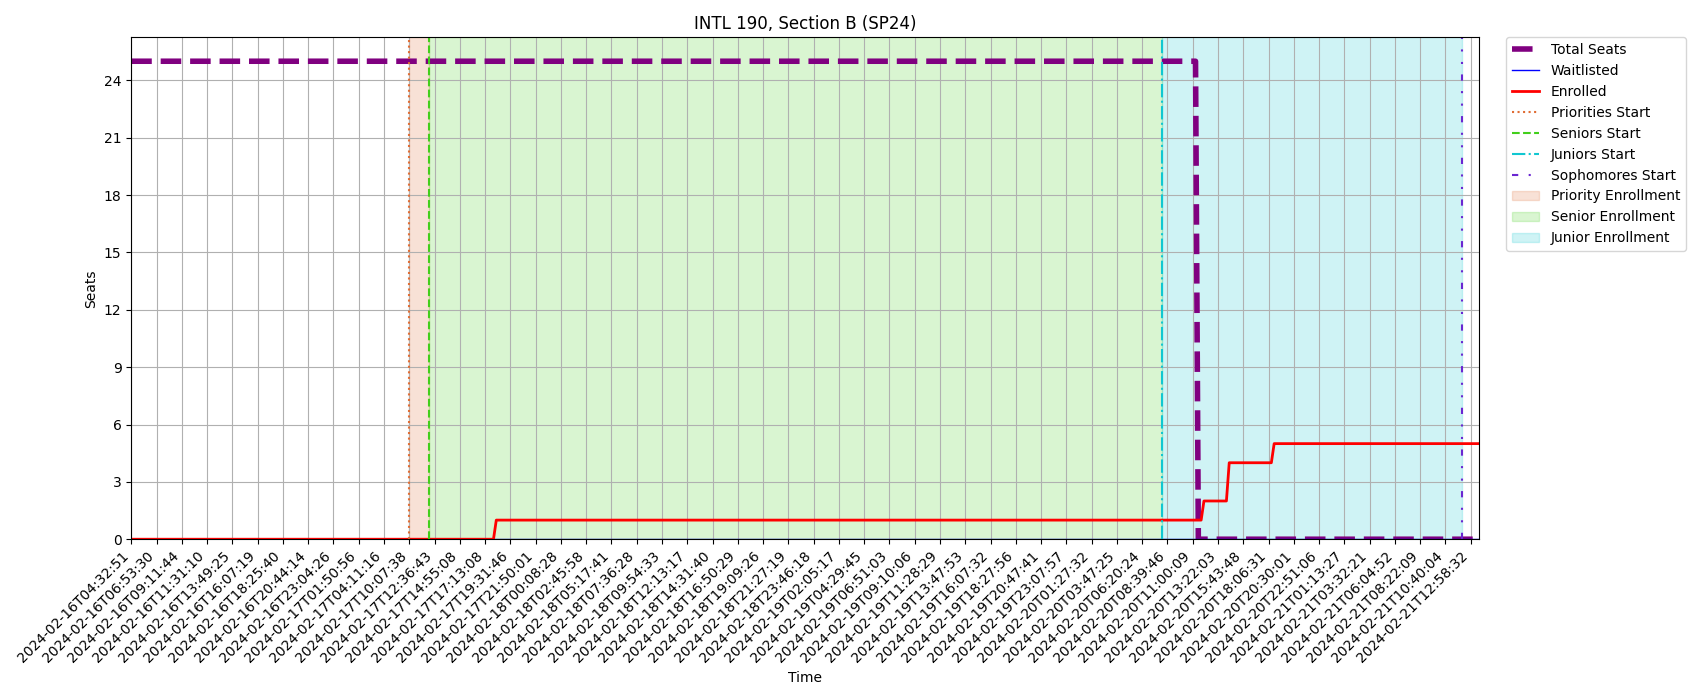 INTL 190, Section B (SP24)
Total Seats
Waitlisted
Enrolled
Priorities Start
Seniors Start
Juniors Start
Sophomores Start
Priority Enrollment
Senior Enrollment
Junior Enrollment
Seats
24
21
18
15
12
9
6
3
0
2024-02-16T04:32:51
2024-02-16T06:53:30
2024-02-16T09:11:44
2024-02-16T11:31:10
2024-02-16T13:49:25
2024-02-16T16:07:19
2024-02-16T18:25:40
2024-02-16T20:44:14
2024-02-16T23:04:26
2024-02-17T01:50:56
2024-02-17T04:11:16
2024-02-17T10:07:38
2024-02-17T12:36:43
2024-02-17T14:55:08
2024-02-17T17:13:09
2024-02-17T19:31:46
2024-02-17T21:50:01
2024-02-18T00:08:28
2024-02-18T02:45:58
2024-02-18T05:17:41
2024-02-18T07:36:28
2024-02-18T09:54:33
2024-02-18T12:13:17
2024-02-18T14:31:40
2024-02-18T16:50:29
2024-02-18T19:09:26
2024-02-18T21:27:19
2024-02-18T23:46:18
2024-02-19T02:05:17
2024-02-19T04:29:45
2024-02-19T06:51:03
2024-02-19T09:10:06
2024-02-19T11:28:29
2024-02-19T13:47:53
2024-02-19T16:07:32
2024-02-19T18:27:56
2024-02-19T20:47:41
2024-02-19T23:07:57
2024-02-20T01:27:32
2024-02-20T03:47:25
2024-02-20T06:20:24
2024-02-20T08:39:46
2024-02-20T11:00:09
2024-02-20T13:22:03
2024-02-20T15:43:48
2024-02-20T18:06:31
2024-02-20T20:30:01
2024-02-20T22:51:06
2024-02-21T01:13:27
2024-02-21T03:32:21
2024-02-21T06:04:52
2024-02-21T08:22:09
2024-02-21T10:40:04
2024-02-21T12:58:32
Time